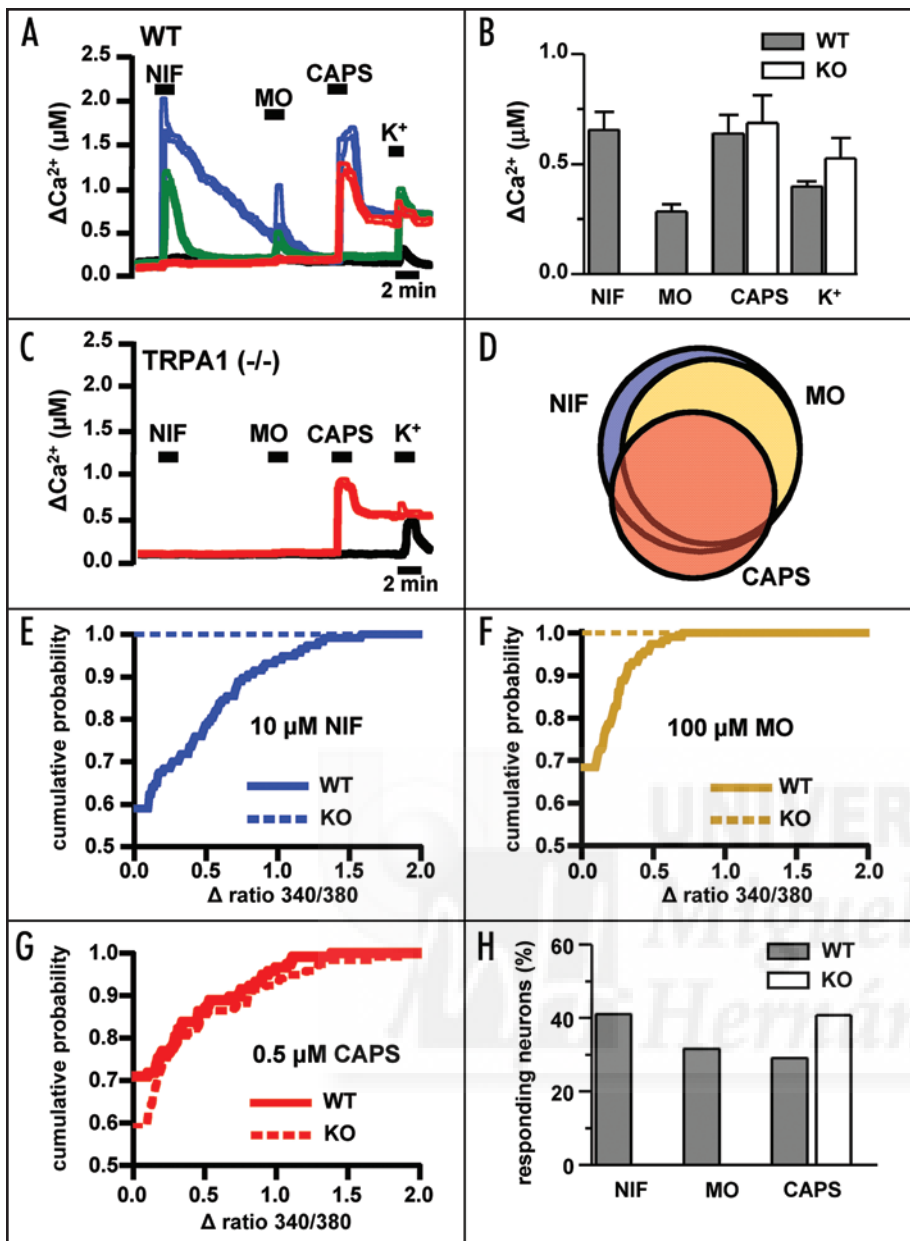 A
WT
ΔCa²⁺ (μM)
2.5
2.0
1.5
1.0
0.5
0.0
NIF
MO
CAPS
K⁺
2 min
B
WT
KO
ΔCa²⁺ (μM)
1.0
0.5
0.0
NIF
MO
CAPS
K⁺
C
TRPA1 (-/-)
ΔCa²⁺ (μM)
2.5
2.0
1.5
1.0
0.5
0.0
NIF
MO
CAPS
K⁺
2 min
D
NIF
MO
CAPS
E
cumulative probability
1.0
0.9
0.8
0.7
0.6
0.5
10 μM NIF
WT
KO
0.0 0.5 1.0 1.5 2.0
Δ ratio 340/380
F
cumulative probability
1.0
0.9
0.8
0.7
0.6
0.5
100 μM MO
WT
KO
0.0 0.5 1.0 1.5 2.0
Δ ratio 340/380
G
cumulative probability
1.0
0.9
0.8
0.7
0.6
0.5
0.5 μM CAPS
WT
KO
0.0 0.5 1.0 1.5 2.0
Δ ratio 340/380
H
WT
KO
responding neurons (%)
60
40
20
0
NIF
MO
CAPS
Miguel